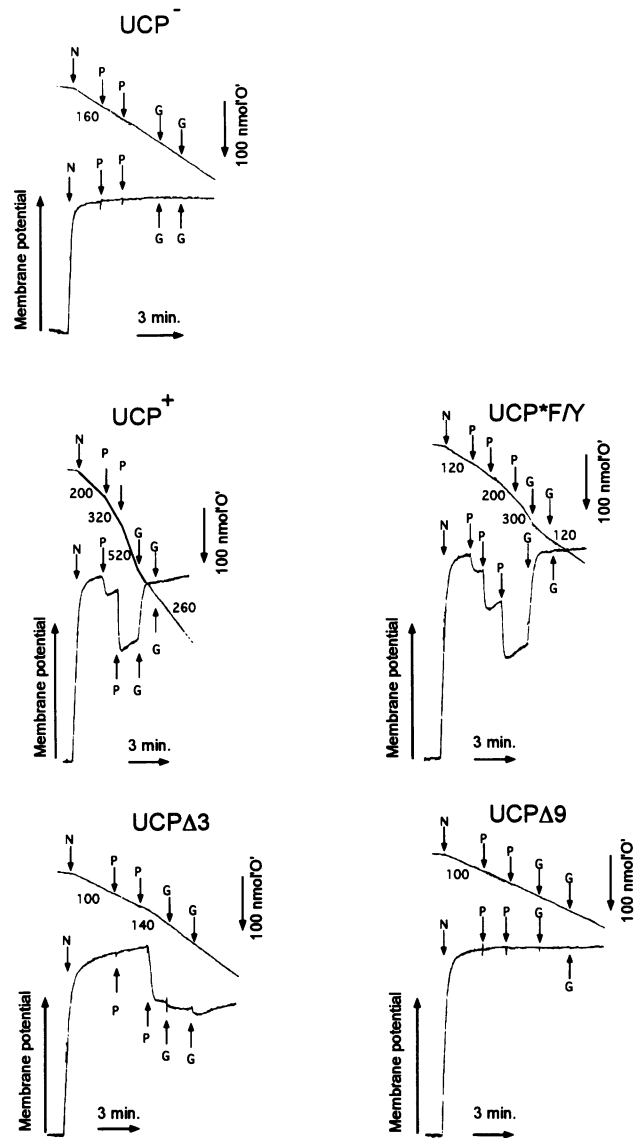 UCP⁻
N
P
P
G
G
160
100 nmol'O'
N
P
P
G
G
Membrane potential
3 min.
UCP⁺
N
P
P
200
320
520
G
G
100 nmol'O'
N
P
260
P
G
G
Membrane potential
3 min.
UCP*F/Y
N
P
P
P
G
G
120
200
300
120
100 nmol'O'
N
P
P
P
G
G
Membrane potential
3 min.
UCPΔ3
N
P
P
G
G
100
140
100 nmol'O'
N
P
P
G
G
Membrane potential
3 min.
UCPΔ9
N
P
P
G
G
100
100 nmol'O'
N
P
P
G
G
Membrane potential
3 min.